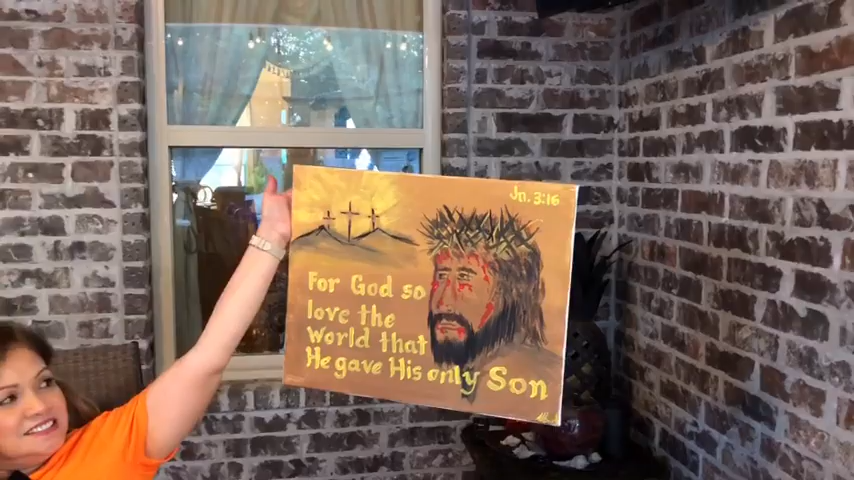 Jn. 3:16
For God so
love the
world that
He gave His only Son